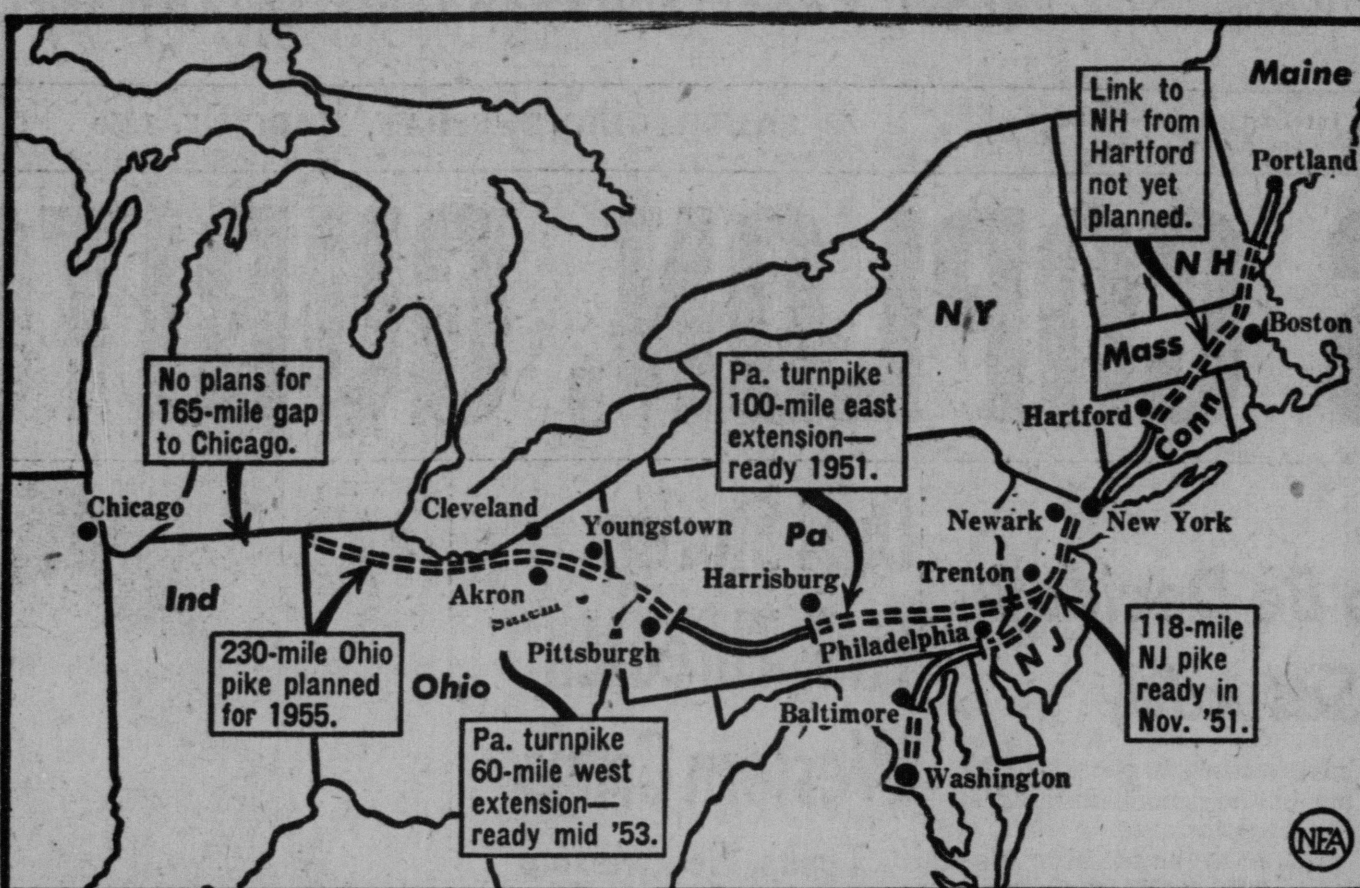 Maine
Link to
NH from
Hartford
not yet
planned.
Portland
NH
NY
Boston
Mass
No plans for
165-mile gap
to Chicago.
Pa. turnpike
100-mile east
extension—
ready 1951.
Hartford
Conn
Chicago
Cleveland
Youngstown
Newark
New York
Pa
Ind
Akron
Harrisburg
Trenton
Pittsburgh
Philadelphia
NJ
230-mile Ohio
pike planned
for 1955.
Ohio
118-mile
NJ pike
ready in
Nov. '51.
Baltimore
Pa. turnpike
60-mile west
extension—
ready mid '53.
Washington
NEA